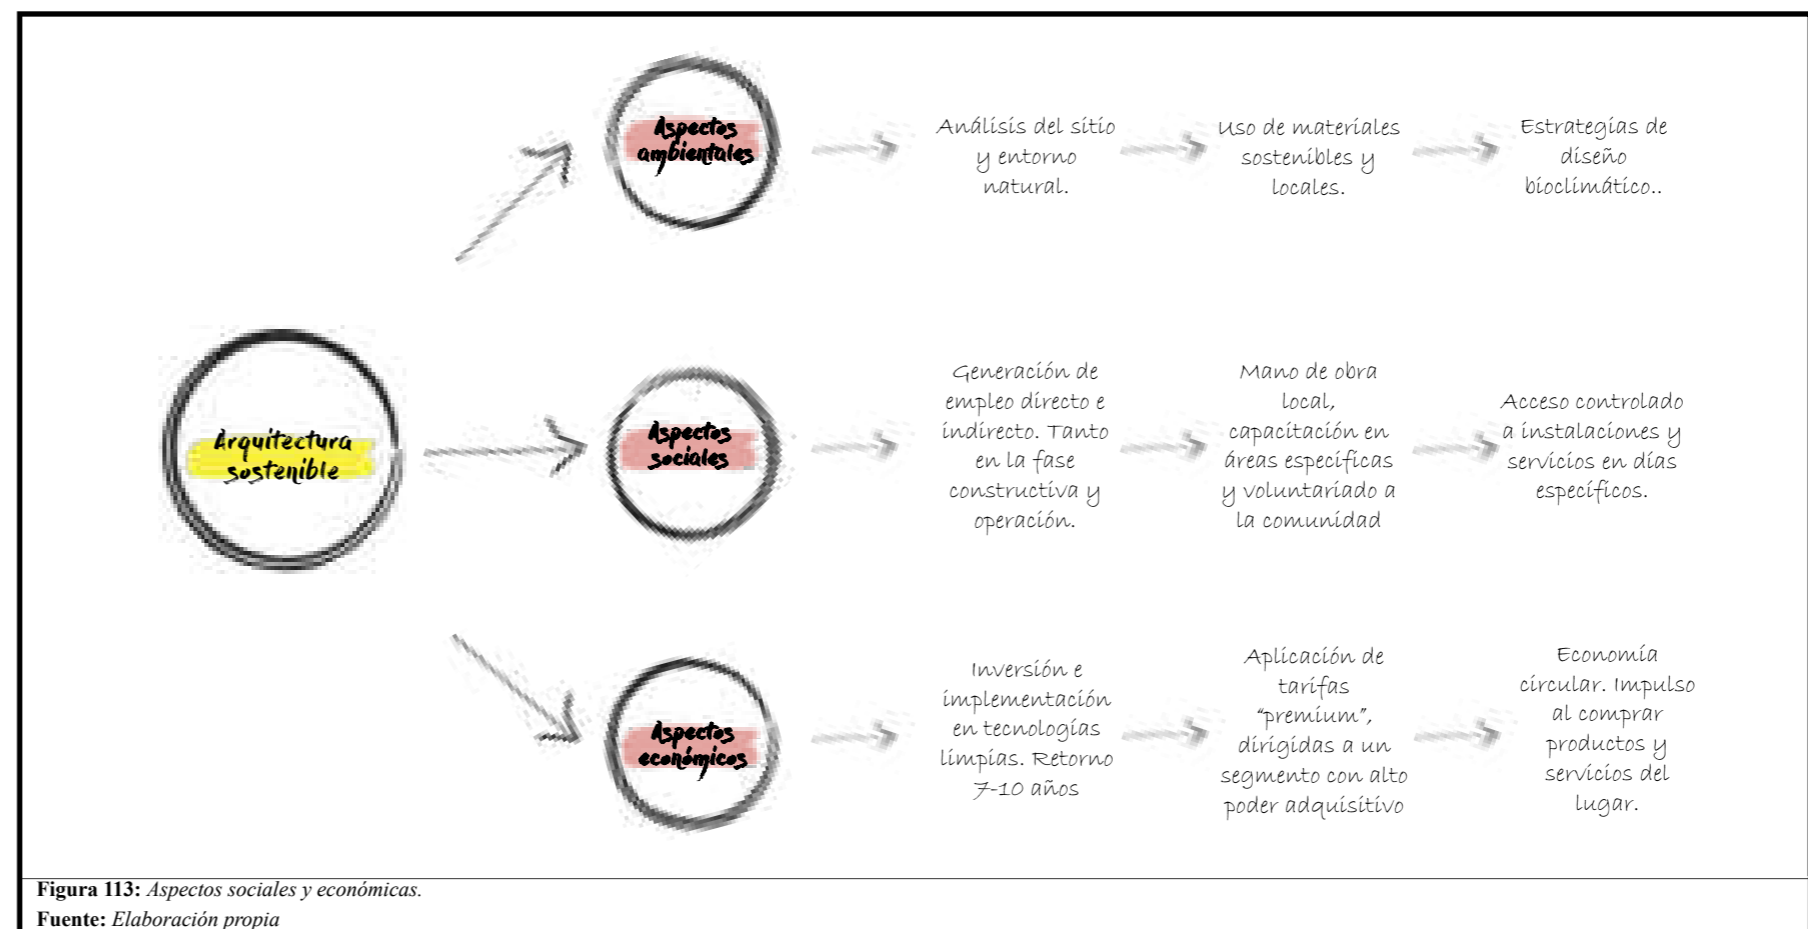 Aspectos
ambientales
Análisis del sitio
y entorno
natural.
Uso de materiales
sostenibles y
locales.
Estrategias de
diseño
bioclimático..
Arquitectura
sostenible
Aspectos
sociales
Generación de
empleo directo e
indirecto. Tanto
en la fase
constructiva y
operación.
Mano de obra
local,
capacitación en
áreas específicas
y voluntariado a
la comunidad
Acceso controlado
a instalaciones y
servicios en días
específicos.
Aspectos
económicos
Inversión e
implementación
en tecnologías
limpias. Retorno
7-10 años
Aplicación de
tarifas
“premium”,
dirigidas a un
segmento con alto
poder adquisitivo
Economía
circular. Impulso
al comprar
productos y
servicios del
lugar.
Figura 113: Aspectos sociales y económicas.
Fuente: Elaboración propia